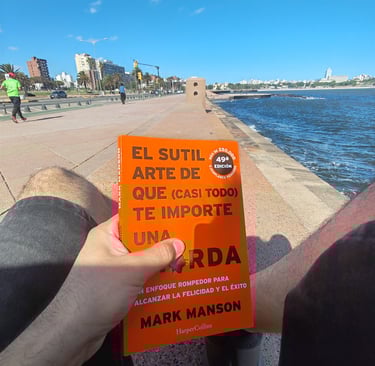 EL SUTIL
ARTE DE
QUE (CASI TODO)
TE IMPORTE
UNA
RDA
49ª
EDICIÓN
N ENFOQUE ROMPEDOR PARA
ALCANZAR LA FELICIDAD Y EL ÉXITO
MARK MANSON
HarperCollins